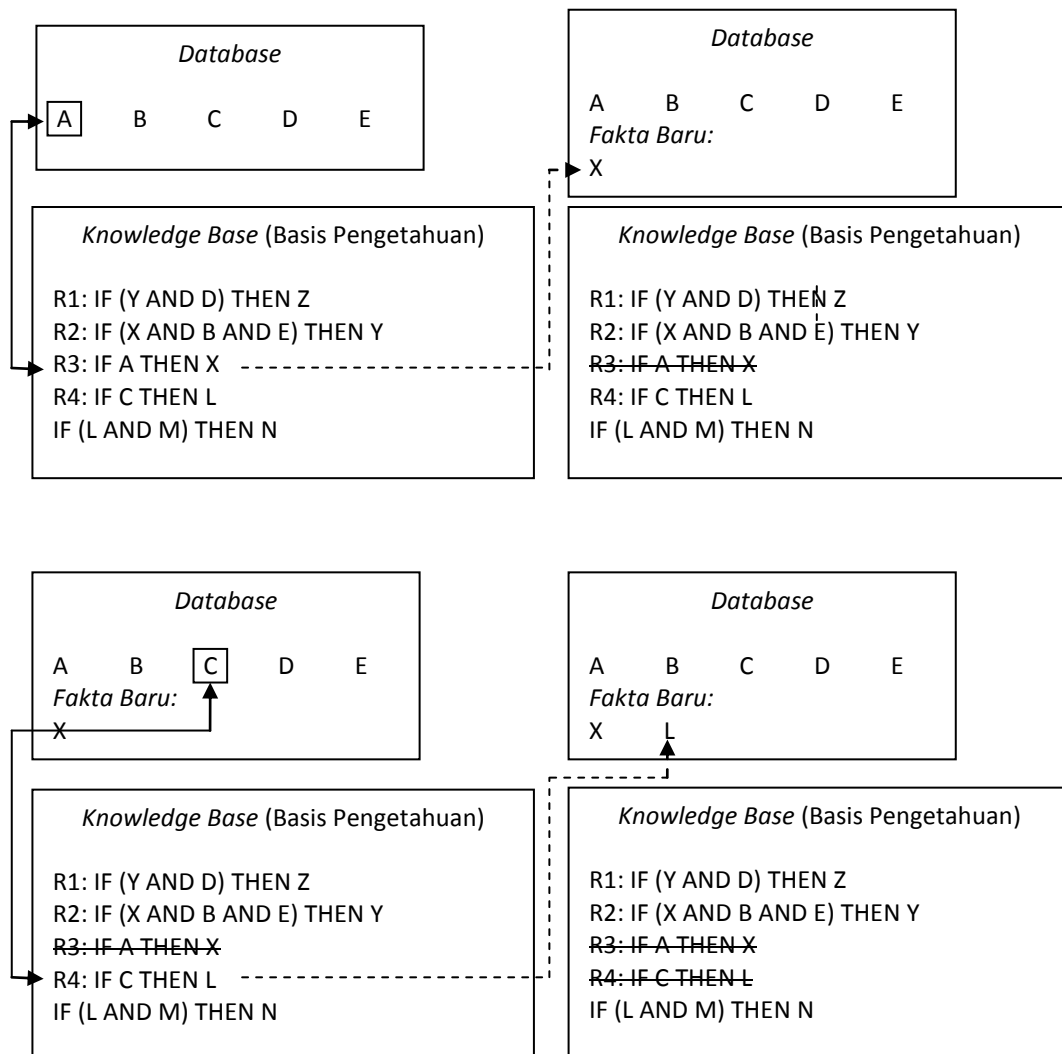 Database
A B C D E
Knowledge Base (Basis Pengetahuan)
R1: IF (Y AND D) THEN Z
R2: IF (X AND B AND E) THEN Y
R3: IF A THEN X
R4: IF C THEN L
IF (L AND M) THEN N
Database
A B C D E
Fakta Baru:
X
Knowledge Base (Basis Pengetahuan)
R1: IF (Y AND D) THEN Z
R2: IF (X AND B AND E) THEN Y
R3: IF A THEN X
R4: IF C THEN L
IF (L AND M) THEN N
Database
A B C D E
Fakta Baru:
X
Knowledge Base (Basis Pengetahuan)
R1: IF (Y AND D) THEN Z
R2: IF (X AND B AND E) THEN Y
R3: IF A THEN X
R4: IF C THEN L
IF (L AND M) THEN N
Database
A B C D E
Fakta Baru:
X L
Knowledge Base (Basis Pengetahuan)
R1: IF (Y AND D) THEN Z
R2: IF (X AND B AND E) THEN Y
R3: IF A THEN X
R4: IF C THEN L
IF (L AND M) THEN N